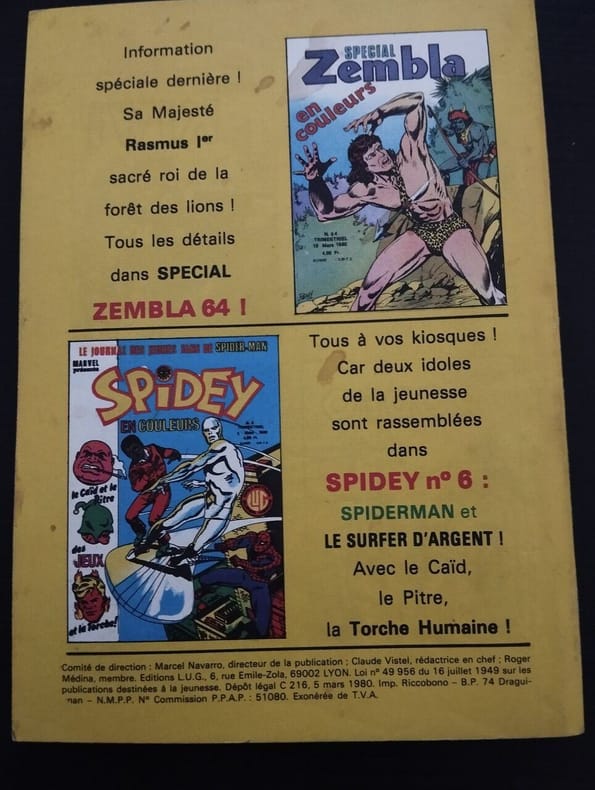 Information
spéciale dernière !
Sa Majesté
Rasmus Ier
sacré roi de la
forêt des lions !
Tous les détails
dans SPECIAL
ZEMBLA 64 !
SPECIAL
Zembla
en
couleurs
N. 64
TRIMESTRIEL
LE JOURNAL DES JEUNES FANS DE SPIDER-MAN
MARVEL
présente
SPIDEY
EN COULEURS
le Caïd et le
Pitre
des
JEUX
et la Torche!
LUG
Tous à vos kiosques !
Car deux idoles
de la jeunesse
sont rassemblées
dans
SPIDEY nº 6 :
SPIDERMAN et
LE SURFER D'ARGENT !
Avec le Caïd,
le Pitre,
la Torche Humaine !
Comité de direction : Marcel Navarro, directeur de la publication ; Claude Vistel, rédactrice en chef ; Roger
Médina, membre. Editions L.U.G., 6, rue Emile-Zola, 69002 LYON. Loi nº 49 956 du 16 juillet 1949 sur les
publications destinées à la jeunesse. Dépôt légal C 216, 5 mars 1980. Imp. Riccobono – B.P. 74 Dragui-
nan – N.M.P.P. Nº Commission P.P.A.P. : 51080. Exonérée de T.V.A.